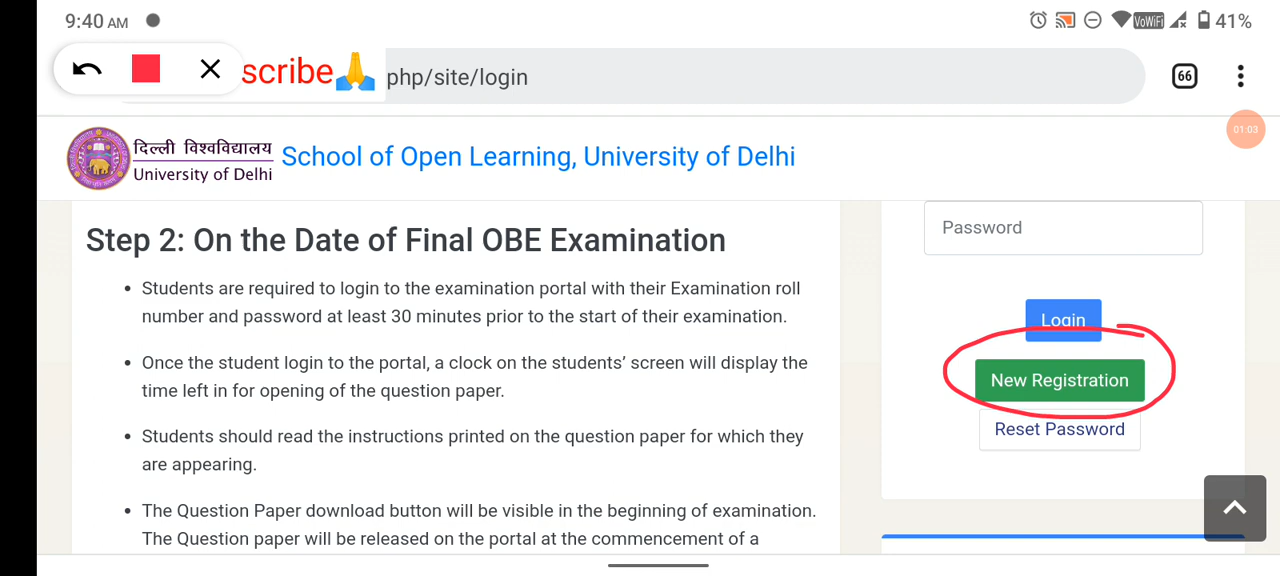 9:40 AM
VoWiFi
41%
scribe🙏
php/site/login
66
01:03
दिल्ली विश्वविद्यालय
University of Delhi
School of Open Learning, University of Delhi
Step 2: On the Date of Final OBE Examination
• Students are required to login to the examination portal with their Examination roll
number and password at least 30 minutes prior to the start of their examination.
• Once the student login to the portal, a clock on the students’ screen will display the
time left in for opening of the question paper.
• Students should read the instructions printed on the question paper for which they
are appearing.
• The Question Paper download button will be visible in the beginning of examination.
The Question paper will be released on the portal at the commencement of a
Password
Login
New Registration
Reset Password